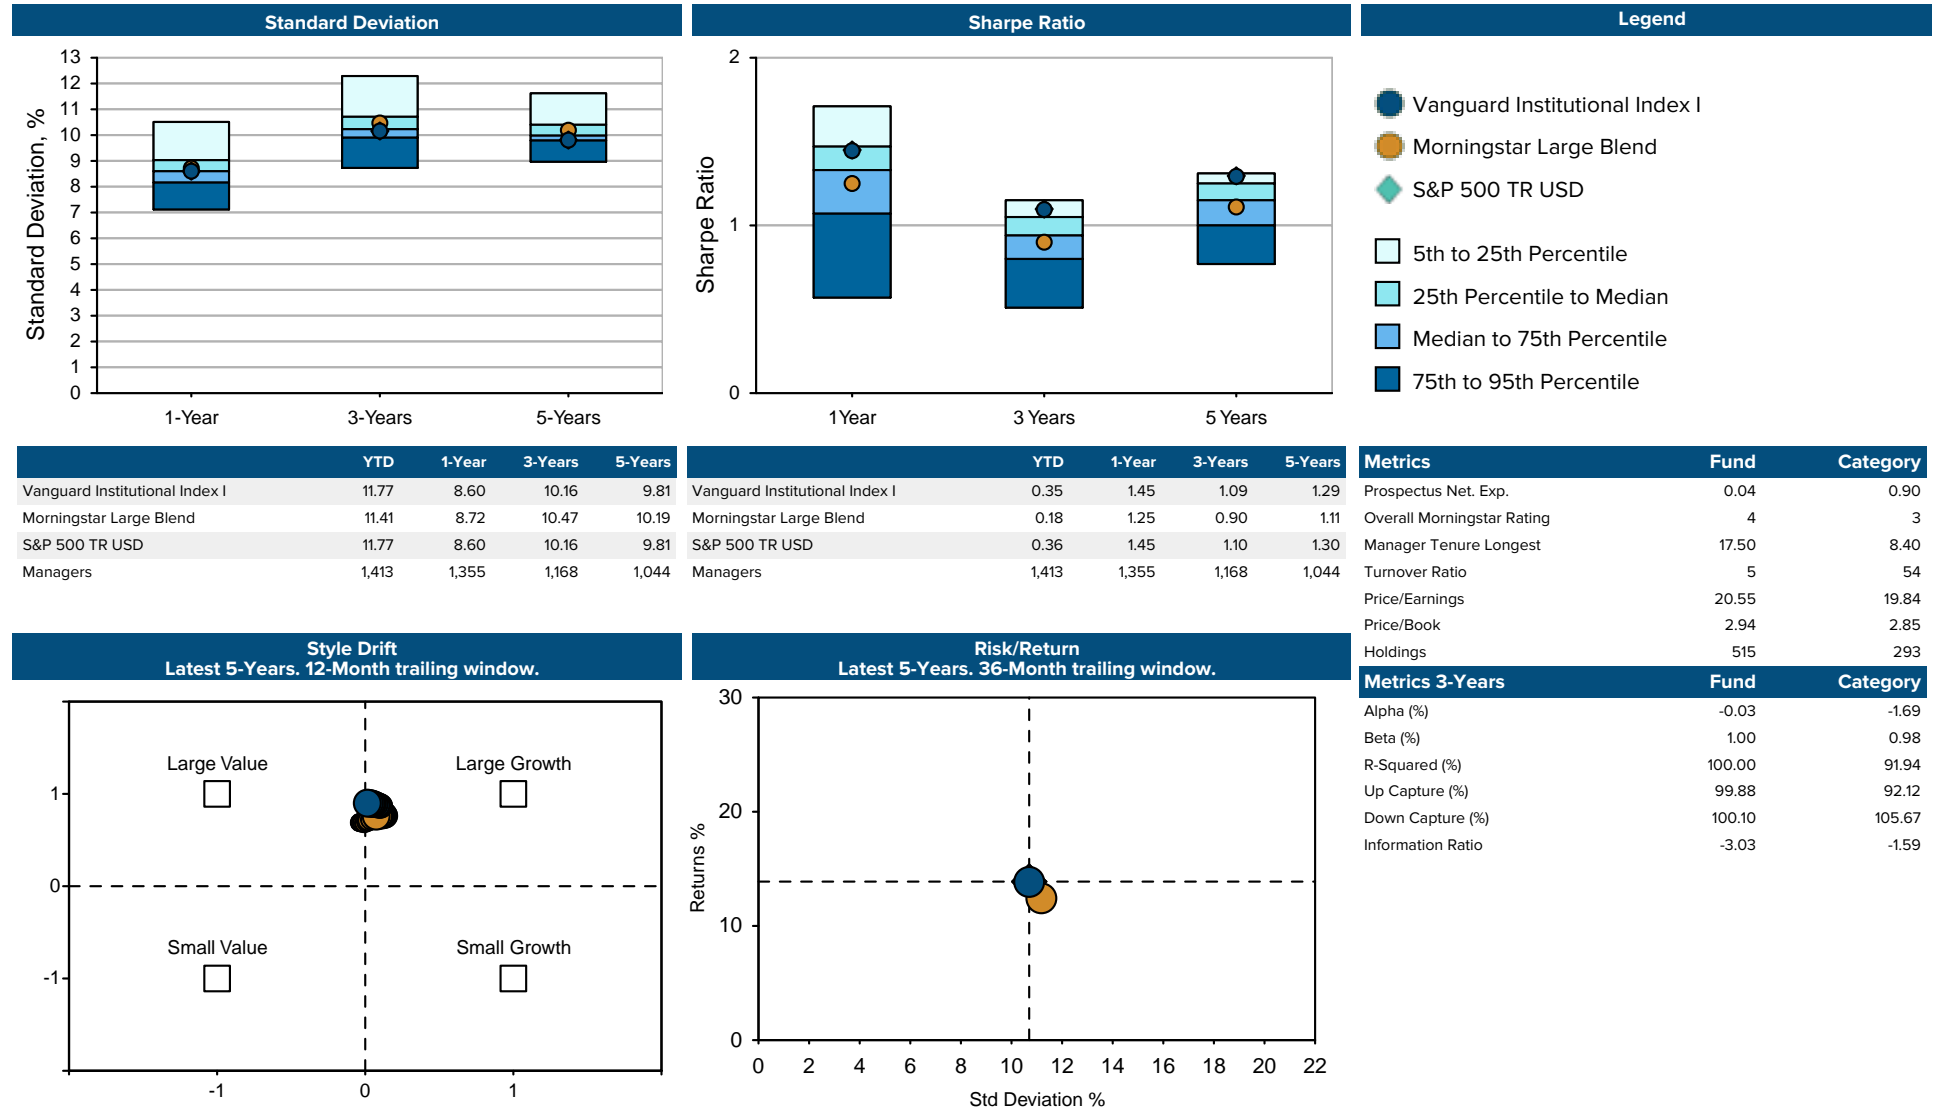 Standard Deviation
13
12
11
10
9
8
7
6
5
4
3
2
1
0
Standard Deviation, %
1-Year 3-Years 5-Years
Sharpe Ratio
2
1
0
Sharpe Ratio
1 Year 3 Years 5 Years
Legend
Vanguard Institutional Index I
Morningstar Large Blend
S&P 500 TR USD
5th to 25th Percentile
25th Percentile to Median
Median to 75th Percentile
75th to 95th Percentile
YTD 1-Year 3-Years 5-Years
Vanguard Institutional Index I 11.77 8.60 10.16 9.81
Morningstar Large Blend 11.41 8.72 10.47 10.19
S&P 500 TR USD 11.77 8.60 10.16 9.81
Managers 1,413 1,355 1,168 1,044
YTD 1-Year 3-Years 5-Years
Vanguard Institutional Index I 0.35 1.45 1.09 1.29
Morningstar Large Blend 0.18 1.25 0.90 1.11
S&P 500 TR USD 0.36 1.45 1.10 1.30
Managers 1,413 1,355 1,168 1,044
Metrics Fund Category
Prospectus Net. Exp. 0.04 0.90
Overall Morningstar Rating 4 3
Manager Tenure Longest 17.50 8.40
Turnover Ratio 5 54
Price/Earnings 20.55 19.84
Price/Book 2.94 2.85
Holdings 515 293
Metrics 3-Years Fund Category
Alpha (%) -0.03 -1.69
Beta (%) 1.00 0.98
R-Squared (%) 100.00 91.94
Up Capture (%) 99.88 92.12
Down Capture (%) 100.10 105.67
Information Ratio -3.03 -1.59
Style Drift
Latest 5-Years. 12-Month trailing window.
Large Value Large Growth
1
0
Small Value Small Growth
-1
-1 0 1
Risk/Return
Latest 5-Years. 36-Month trailing window.
30
20
10
0
Returns %
0 2 4 6 8 10 12 14 16 18 20 22
Std Deviation %